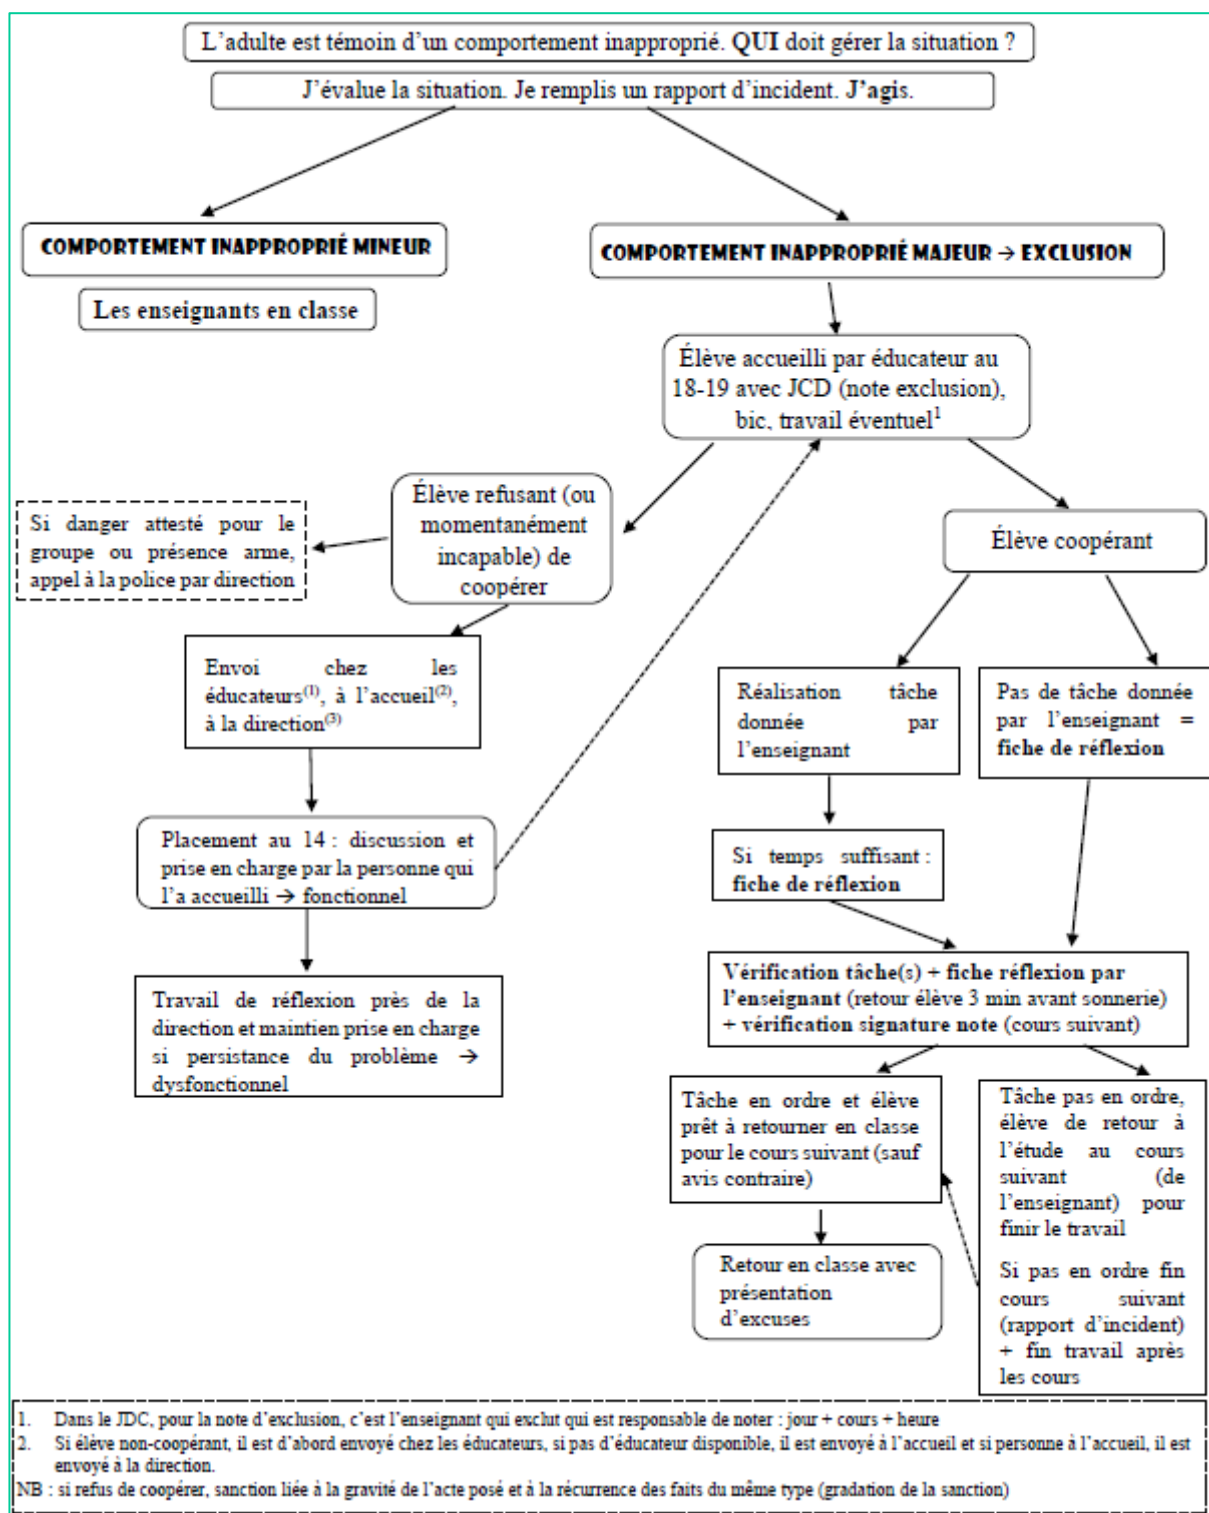 L'adulte est témoin d'un comportement inapproprié. QUI doit gérer la situation ?
J'évalue la situation. Je remplis un rapport d'incident. J'agis.
COMPORTEMENT INAPPROPRIÉ MINEUR
COMPORTEMENT INAPPROPRIÉ MAJEUR → EXCLUSION
Les enseignants en classe
Élève accueilli par éducateur au
18-19 avec JCD (note exclusion),
bic, travail éventuel¹
Élève refusant (ou
momentanément
incapable) de
coopérer
Si danger attesté pour le
groupe ou présence arme,
appel à la police par direction
Élève coopérant
Envoi chez les
éducateurs⁽¹⁾, à l'accueil⁽²⁾,
à la direction⁽³⁾
Réalisation tâche
donnée par
l'enseignant
Pas de tâche donnée
par l'enseignant =
fiche de réflexion
Placement au 14 : discussion et
prise en charge par la personne qui
l'a accueilli → fonctionnel
Si temps suffisant :
fiche de réflexion
Travail de réflexion près de la
direction et maintien prise en charge
si persistance du problème →
dysfonctionnel
Vérification tâche(s) + fiche réflexion par
l'enseignant (retour élève 3 min avant sonnerie)
+ vérification signature note (cours suivant)
Tâche en ordre et élève
prêt à retourner en classe
pour le cours suivant (sauf
avis contraire)
Tâche pas en ordre,
élève de retour à
l'étude au cours
suivant (de
l'enseignant) pour
finir le travail
Si pas en ordre fin
cours suivant
(rapport d'incident)
+ fin travail après
les cours
Retour en classe avec
présentation
d'excuses
1. Dans le JDC, pour la note d'exclusion, c'est l'enseignant qui exclut qui est responsable de noter : jour + cours + heure
2. Si élève non-coopérant, il est d'abord envoyé chez les éducateurs, si pas d'éducateur disponible, il est envoyé à l'accueil et si personne à l'accueil, il est
envoyé à la direction.
NB : si refus de coopérer, sanction liée à la gravité de l'acte posé et à la récurrence des faits du même type (gradation de la sanction)